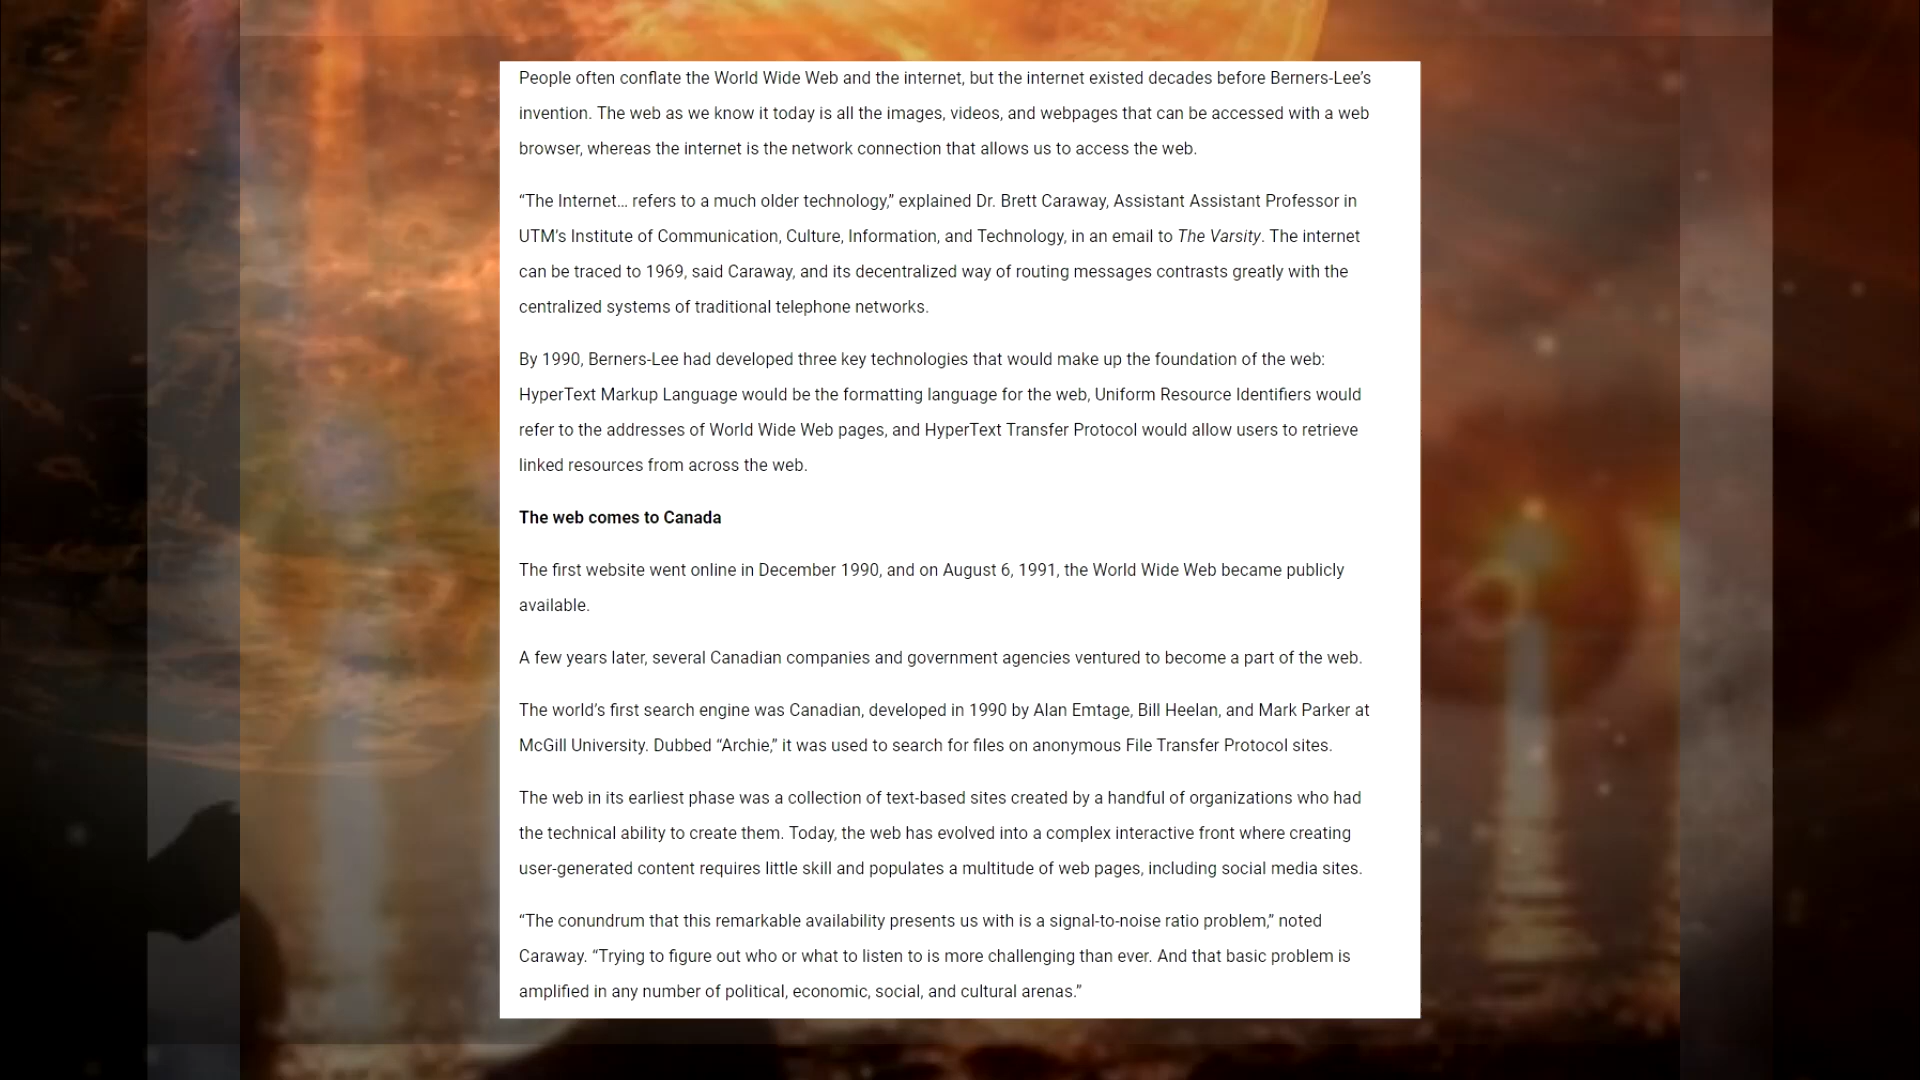 People often conflate the World Wide Web and the internet, but the internet existed decades before Berners-Lee’s
invention. The web as we know it today is all the images, videos, and webpages that can be accessed with a web
browser, whereas the internet is the network connection that allows us to access the web.
“The Internet… refers to a much older technology,” explained Dr. Brett Caraway, Assistant Assistant Professor in
UTM’s Institute of Communication, Culture, Information, and Technology, in an email to The Varsity. The internet
can be traced to 1969, said Caraway, and its decentralized way of routing messages contrasts greatly with the
centralized systems of traditional telephone networks.
By 1990, Berners-Lee had developed three key technologies that would make up the foundation of the web:
HyperText Markup Language would be the formatting language for the web, Uniform Resource Identifiers would
refer to the addresses of World Wide Web pages, and HyperText Transfer Protocol would allow users to retrieve
linked resources from across the web.
The web comes to Canada
The first website went online in December 1990, and on August 6, 1991, the World Wide Web became publicly
available.
A few years later, several Canadian companies and government agencies ventured to become a part of the web.
The world’s first search engine was Canadian, developed in 1990 by Alan Emtage, Bill Heelan, and Mark Parker at
McGill University. Dubbed “Archie,” it was used to search for files on anonymous File Transfer Protocol sites.
The web in its earliest phase was a collection of text-based sites created by a handful of organizations who had
the technical ability to create them. Today, the web has evolved into a complex interactive front where creating
user-generated content requires little skill and populates a multitude of web pages, including social media sites.
“The conundrum that this remarkable availability presents us with is a signal-to-noise ratio problem,” noted
Caraway. “Trying to figure out who or what to listen to is more challenging than ever. And that basic problem is
amplified in any number of political, economic, social, and cultural arenas.”